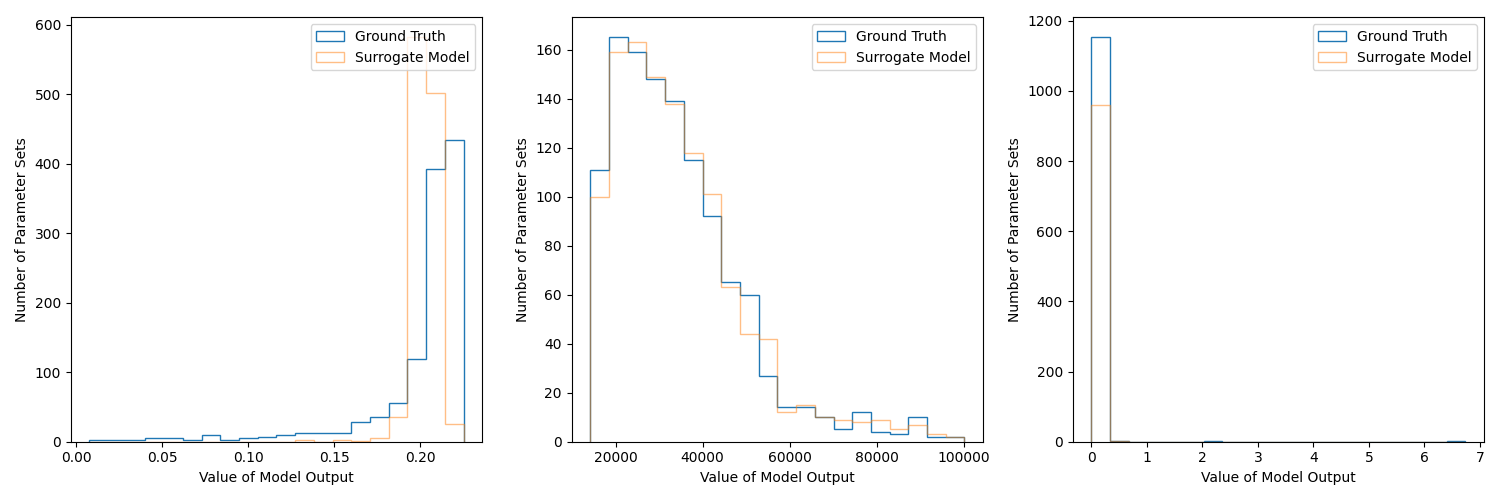 Number of Parameter Sets
600
500
400
300
200
100
0
0.00 0.05 0.10 0.15 0.20
Value of Model Output
Ground Truth
Surrogate Model
Number of Parameter Sets
160
140
120
100
80
60
40
20
0
20000 40000 60000 80000 100000
Value of Model Output
Ground Truth
Surrogate Model
Number of Parameter Sets
1200
1000
800
600
400
200
0
0 1 2 3 4 5 6 7
Value of Model Output
Ground Truth
Surrogate Model